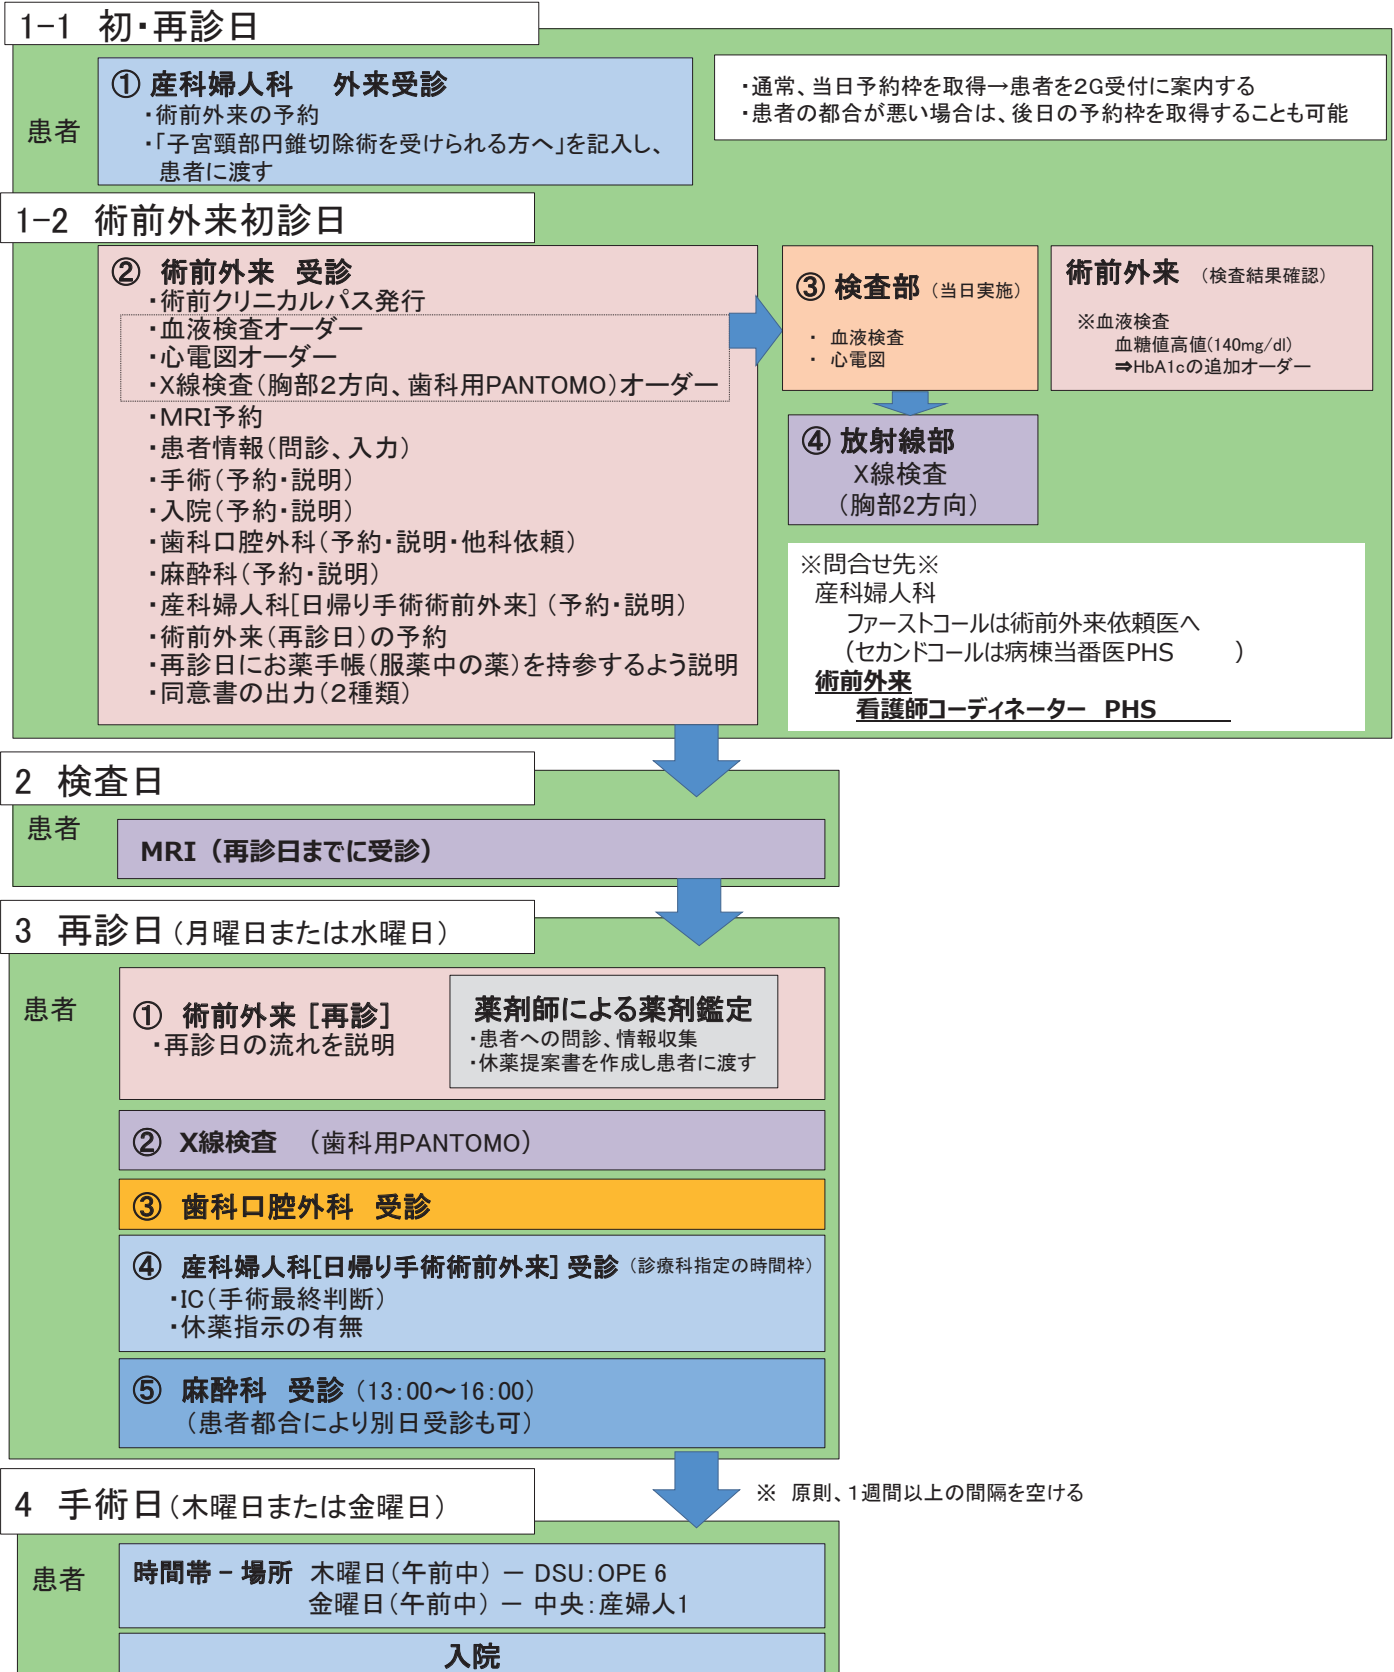 1-1 初・再診日
患者
① 産科婦人科　外来受診
・術前外来の予約
・「子宮頸部円錐切除術を受けられる方へ」を記入し、
患者に渡す
・通常、当日予約枠を取得→患者を2G受付に案内する
・患者の都合が悪い場合は、後日の予約枠を取得することも可能
1-2 術前外来初診日
② 術前外来 受診
・術前クリニカルパス発行
・血液検査オーダー
・心電図オーダー
・X線検査（胸部2方向、歯科用PANTOMO）オーダー
・MRI予約
・患者情報（問診、入力）
・手術（予約・説明）
・入院（予約・説明）
・歯科口腔外科（予約・説明・他科依頼）
・麻酔科（予約・説明）
・産科婦人科[日帰り手術術前外来]（予約・説明）
・術前外来（再診日）の予約
・再診日にお薬手帳（服薬中の薬）を持参するよう説明
・同意書の出力（2種類）
③ 検査部（当日実施）
・ 血液検査
・ 心電図
④ 放射線部
X線検査
（胸部2方向）
術前外来 （検査結果確認）
※血液検査
血糖値高値(140mg/dl)
⇒HbA1cの追加オーダー
※問合せ先※
産科婦人科
ファーストコールは術前外来依頼医へ
（セカンドコールは病棟当番医PHS　　）
術前外来
看護師コーディネーター PHS
2 検査日
患者
MRI（再診日までに受診）
3 再診日（月曜日または水曜日）
患者
① 術前外来 ［再診］
・再診日の流れを説明
薬剤師による薬剤鑑定
・患者への問診、情報収集
・休薬提案書を作成し患者に渡す
② X線検査 （歯科用PANTOMO）
③ 歯科口腔外科 受診
④ 産科婦人科[日帰り手術術前外来] 受診（診療科指定の時間枠）
・IC（手術最終判断）
・休薬指示の有無
⑤ 麻酔科 受診（13：00～16：00）
（患者都合により別日受診も可）
※ 原則、1週間以上の間隔を空ける
4 手術日（木曜日または金曜日）
患者
時間帯 − 場所 木曜日（午前中） － DSU：OPE 6
金曜日（午前中） － 中央：産婦人1
入院